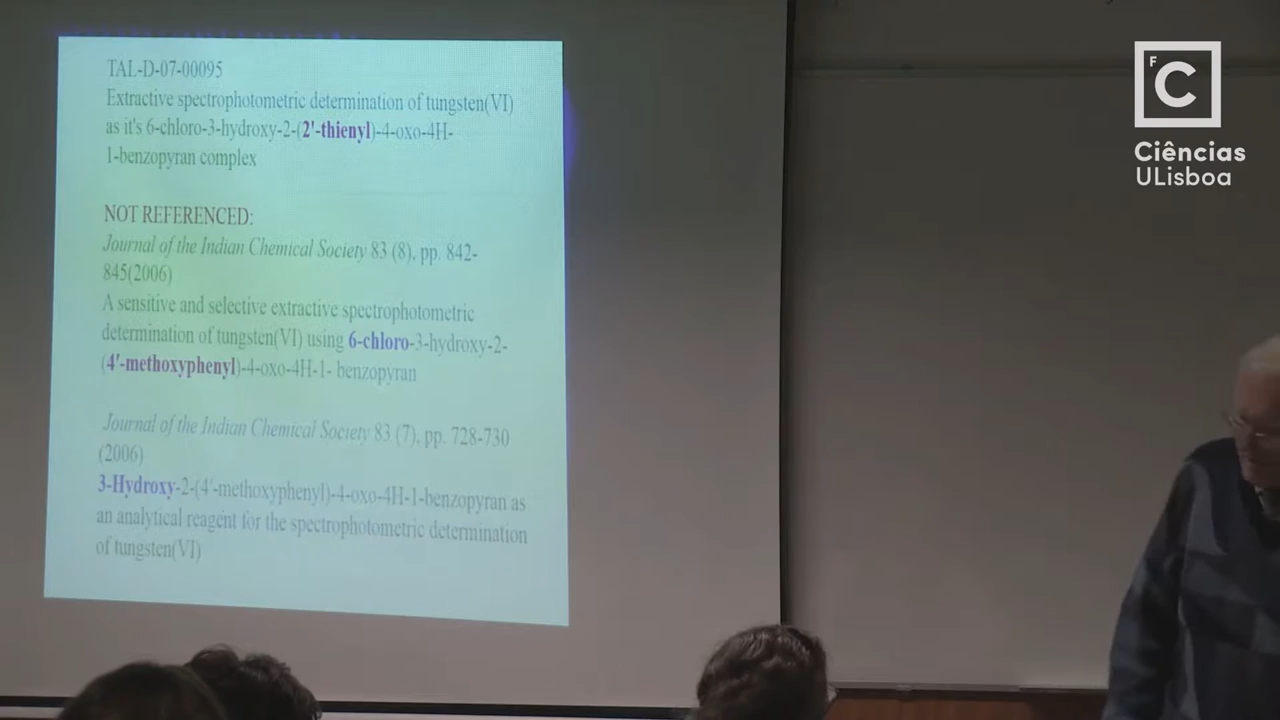 TAL-D-07-00095
Extractive spectrophotometric determination of tungsten(VI)
as it's 6-chloro-3-hydroxy-2-(2'-thienyl)-4-oxo-4H-
1-benzopyran complex
NOT REFERENCED:
Journal of the Indian Chemical Society 83 (8), pp. 842-
845(2006)
A sensitive and selective extractive spectrophotometric
determination of tungsten(VI) using 6-chloro-3-hydroxy-2-
(4'-methoxyphenyl)-4-oxo-4H-1- benzopyran
Journal of the Indian Chemical Society 83 (7), pp. 728-730
(2006)
3-Hydroxy-2-(4'-methoxyphenyl)-4-oxo-4H-1-benzopyran as
an analytical reagent for the spectrophotometric determination
of tungsten(VI)
F
C
Ciências
ULisboa